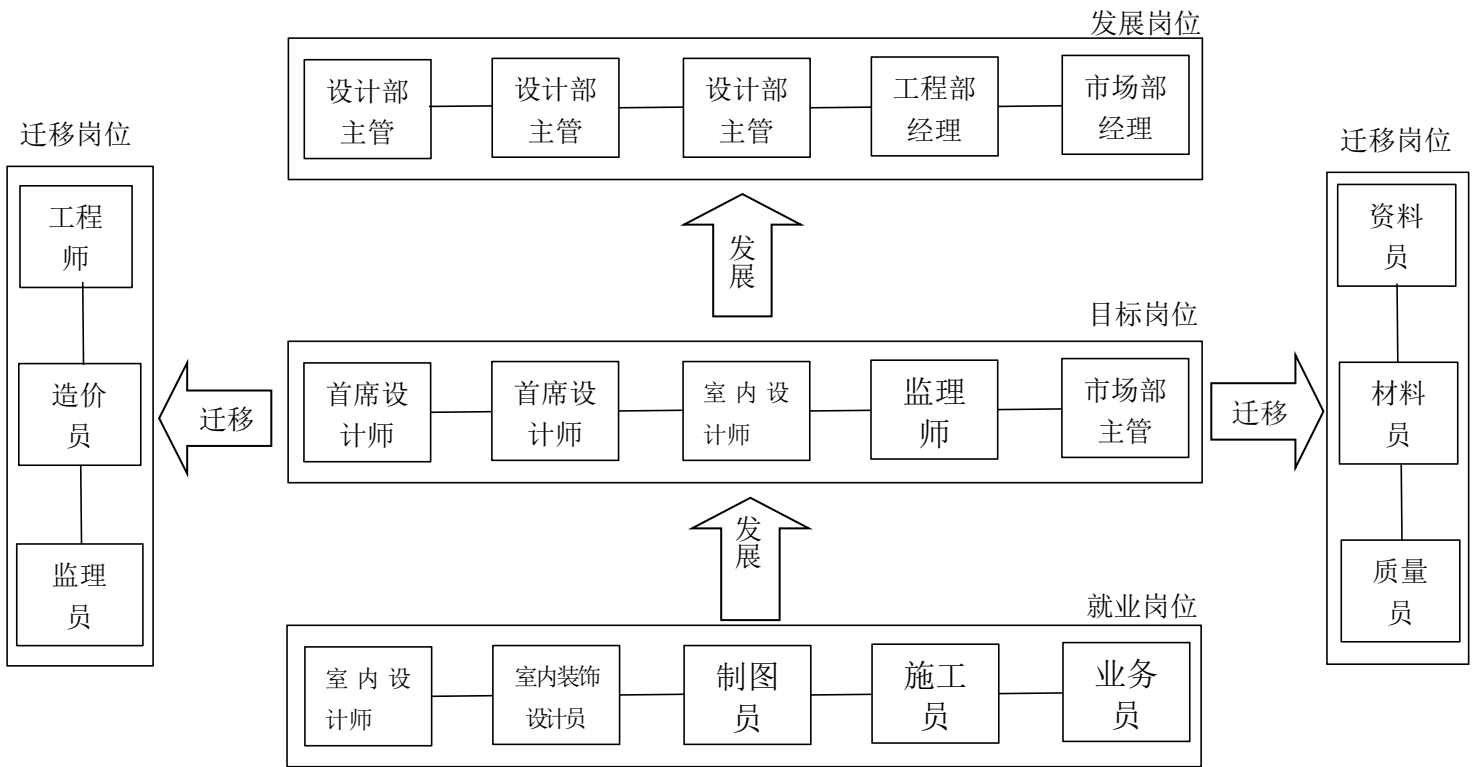 发展岗位
设计部
主管
设计部
主管
设计部
主管
工程部
经理
市场部
经理
迁移岗位
工程
师
造价
员
监理
员
发
展
目标岗位
首席设
计师
首席设
计师
室 内 设
计师
监理
师
市场部
主管
迁移
迁移
迁移岗位
资料
员
材料
员
质量
员
发
展
就业岗位
室 内 设
计师
室内装饰
设计员
制图
员
施工
员
业务
员